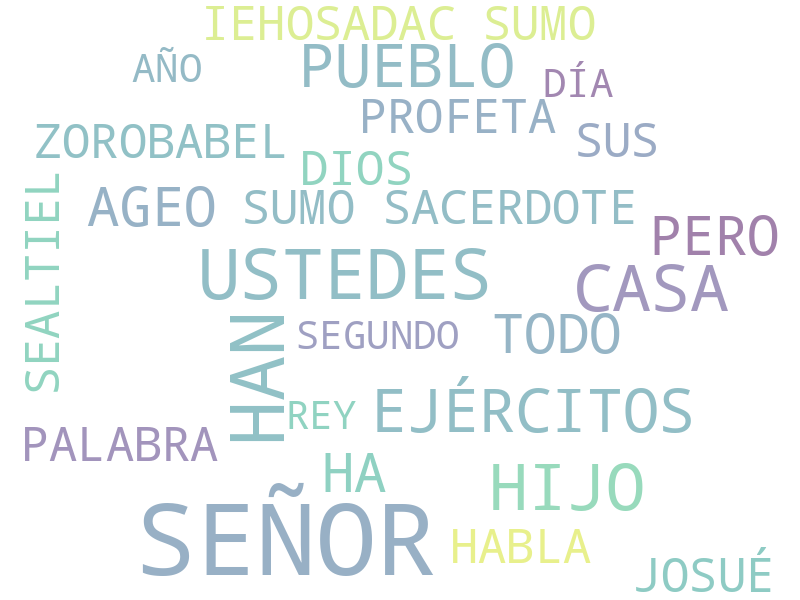 IEHOSADAC SUMO
AÑO
PUEBLO
DÍA
PROFETA
ZOROBABEL
SUS
DIOS
SEALTIEL
AGEO
SUMO SACERDOTE
PERO
USTEDES
CASA
HAN
SEGUNDO
TODO
REY
EJÉRCITOS
PALABRA
HA
HIJO
SEÑOR
HABLA
JOSUÉ